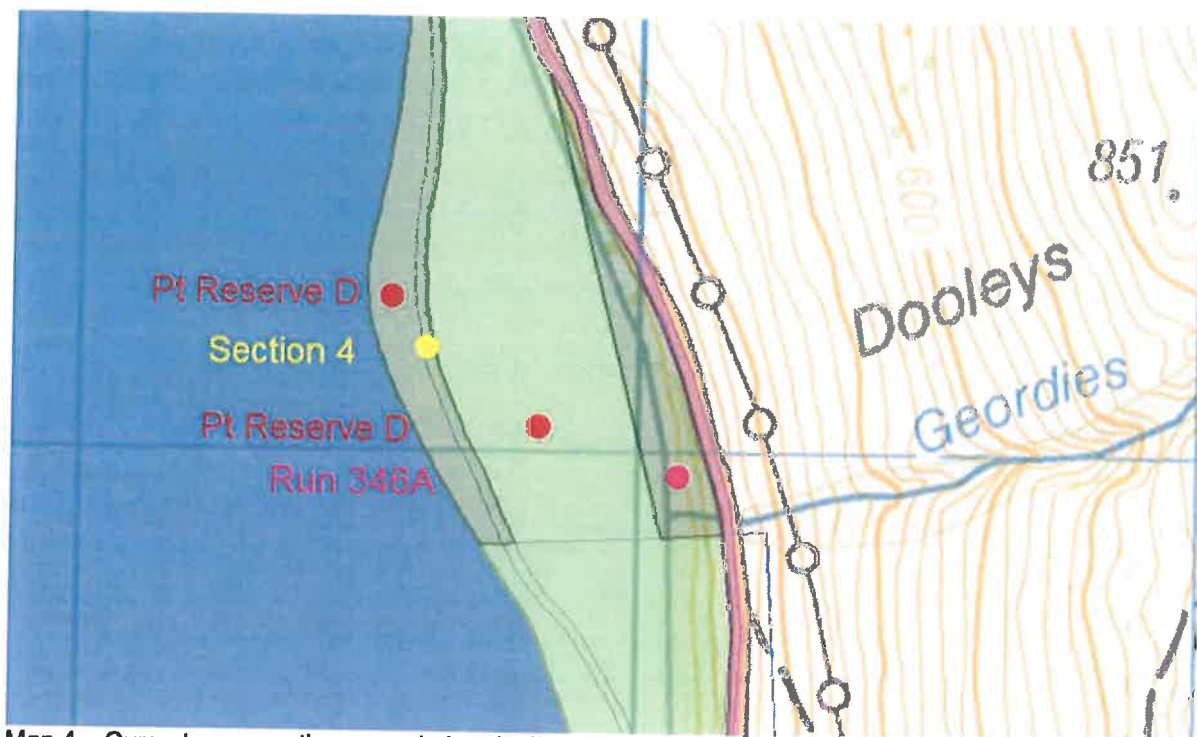 851
Dooleys
Geordies
600
Pt Reserve D
Section 4
Pt Reserve D
Run 346A